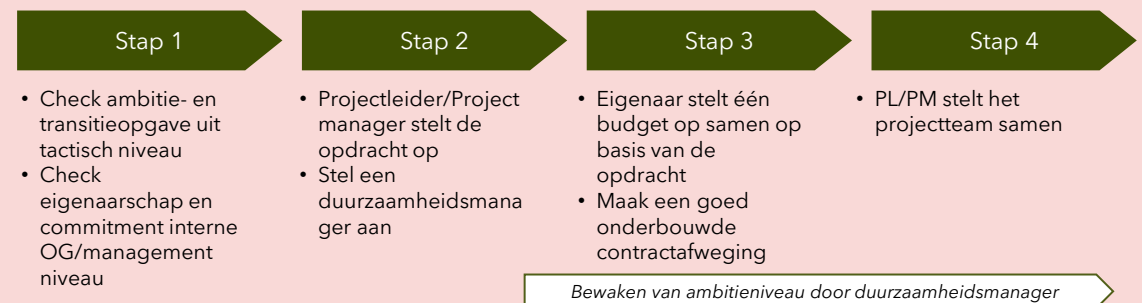 Stap 1
• Check ambitie- en
transitieopgave uit
tactisch niveau
• Check
eigenaarschap en
commitment interne
OG/management
niveau
Stap 2
• Projectleider/Project
manager stelt de
opdracht op
• Stel een
duurzaamheidsmana
ger aan
Stap 3
• Eigenaar stelt één
budget op samen op
basis van de
opdracht
• Maak een goed
onderbouwde
contractafweging
Stap 4
• PL/PM stelt het
projectteam samen
Bewaken van ambitieniveau door duurzaamheidsmanager